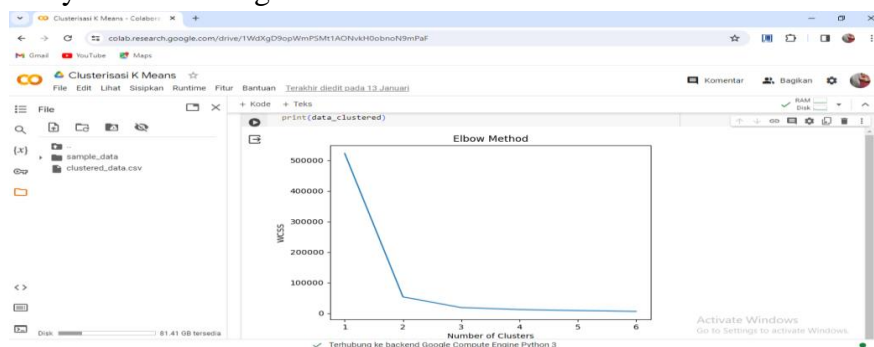 Clusterisasi K Means - Colabora
colab.research.google.com/drive/1WdXgD9opWmPSMt1AONvkH0obnoN9mPaF
Gmail YouTube Maps
Clusterisasi K Means
Komentar Bagikan
File Edit Lihat Sisipkan Runtime Fitur Bantuan Terakhir diedit pada 13 Januari
File
+ Kode + Teks
RAM
Disk
print(data_clustered)
{x}
..
sample_data
clustered_data.csv
Elbow Method
500000
400000
300000
200000
100000
0
WCSS
1 2 3 4 5 6
Number of Clusters
Activate Windows
Go to Settings to activate Windows.
Disk 81.41 GB tersedia
Terhubung ke backend Google Compute Engine Python 3